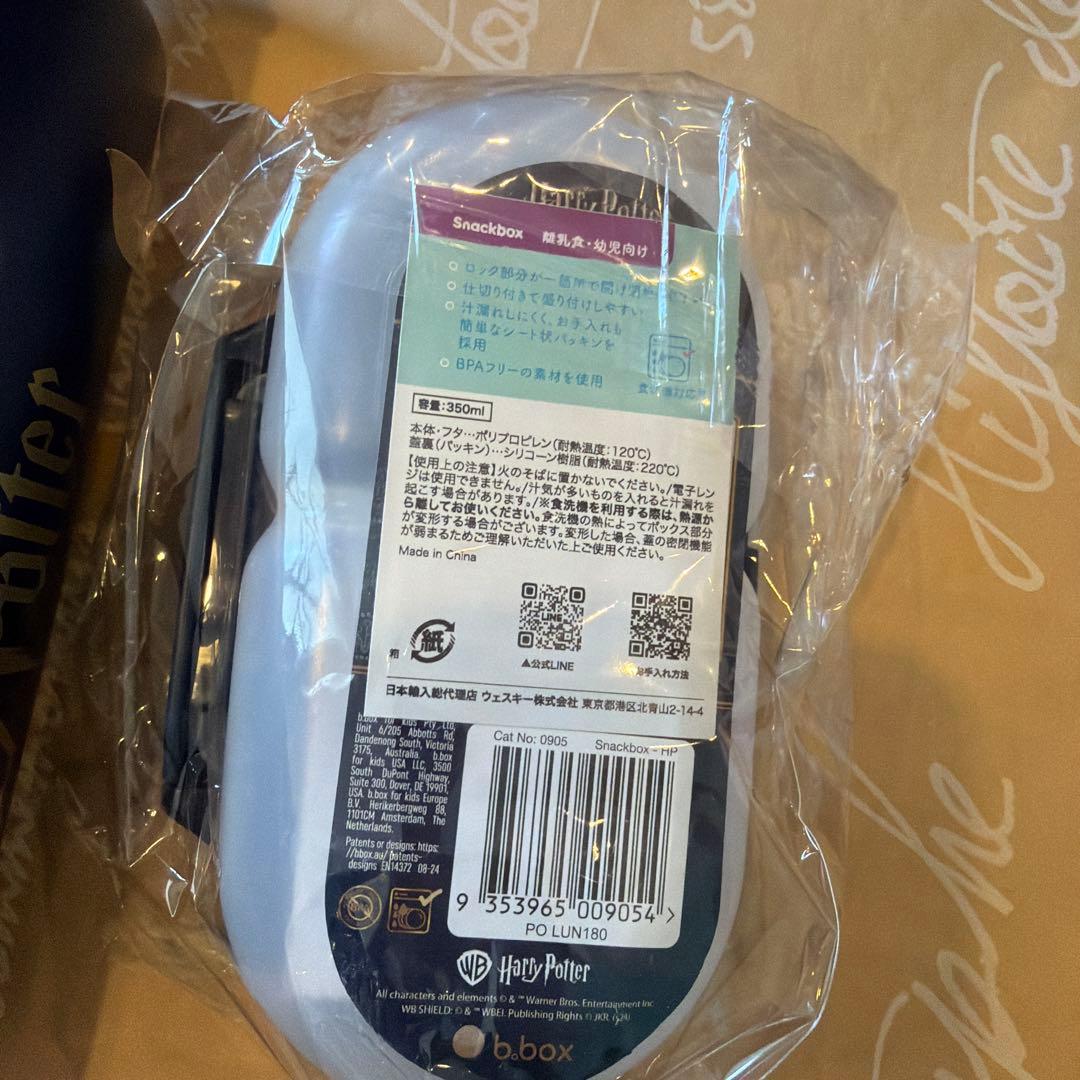 Harry Potter
Snackbox 離乳食・幼児向け
ロック部分が一箇所で開け
仕切り付きで盛り付けしやすい
汁漏れしにくく、お手入れも
簡単なシート状パッキンを
採用
BPAフリーの素材を使用
容量:350ml
本体・フタ…ポリプロピレン(耐熱温度:120℃)
蓋裏(パッキン)…シリコーン樹脂(耐熱温度:220℃)
【使用上の注意】火のそばに置かないでください。/電子レン
ジは使用できません。/汁気が多いものを入れると汁漏れを
起こす場合があります。/※食洗機を利用する際は、熱源か
ら離してお使いください。食洗機の熱によってボックス部分
が変形する場合がございます。変形した場合、蓋の密閉機能
が弱まるためご理解いただいた上ご使用ください。
Made in China
LINE
紙
箱
▲公式LINE
お手入れ方法
日本輸入総代理店 ウェスキー株式会社 東京都港区北青山2-14-4
b.box for kids Pty Ltd,
Unit 6/205 Abbotts Rd,
Dandenong South, Victoria
3175, Australia. b.box
for kids USA LLC, 3500
South DuPont Highway,
Suite 300, Dover, DE 19901,
USA. b.box for kids Europe
B.V. Herikerbergweg 88,
1101CM Amsterdam, The
Netherlands.
Patents or designs: https:
//bbox.au/patents-
designs EN14372 08-24
Cat No: 0905 Snackbox - HP
9 353965 009054 >
PO LUN180
WB Harry Potter
All characters and elements © & ™ Warner Bros. Entertainment Inc.
WB SHIELD: © & ™ WBEI. Publishing Rights © JKR.
b.box